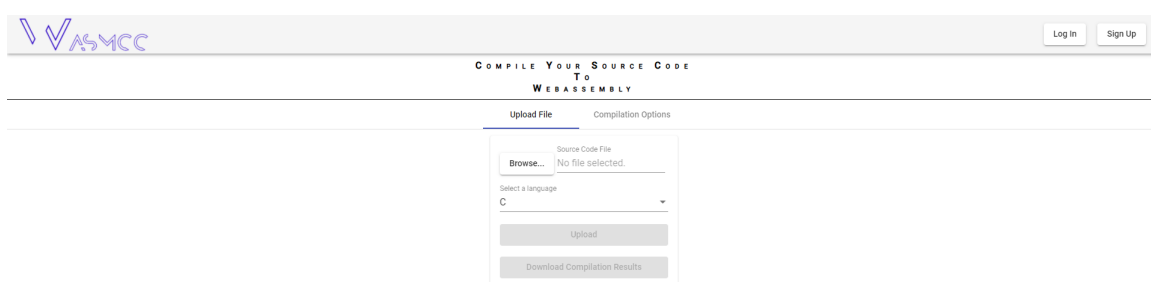 WASMCC
Log In Sign Up
COMPILE YOUR SOURCE CODE
TO
WEBASSEMBLY
Upload File Compilation Options
Source Code File
Browse... No file selected.
Select a language
C
Upload
Download Compilation Results